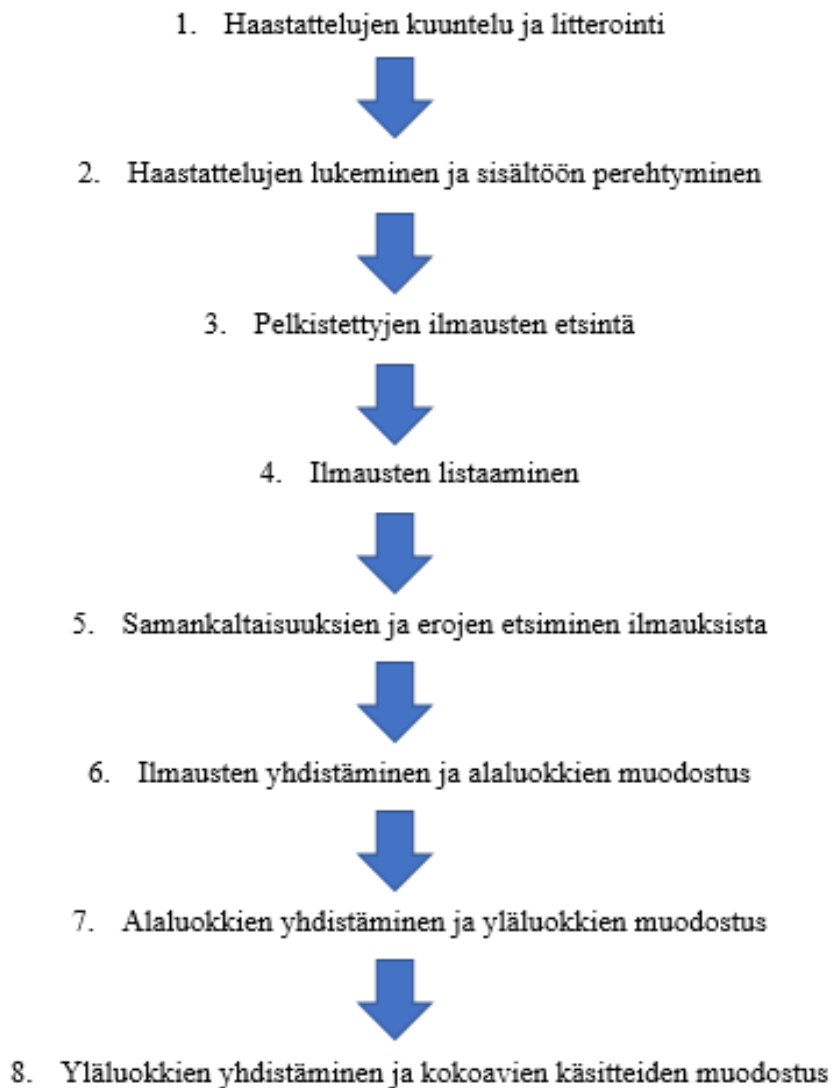 1. Haastattelujen kuuntelu ja litterointi
2. Haastattelujen lukeminen ja sisältöön perehtyminen
3. Pelkistettyjen ilmausten etsintä
4. Ilmausten listaaminen
5. Samankaltaisuuksien ja erojen etsiminen ilmauksista
6. Ilmausten yhdistäminen ja alaluokkien muodostus
7. Alaluokkien yhdistäminen ja yläluokkien muodostus
8. Yläluokkien yhdistäminen ja kokoavien käsitteiden muodostus